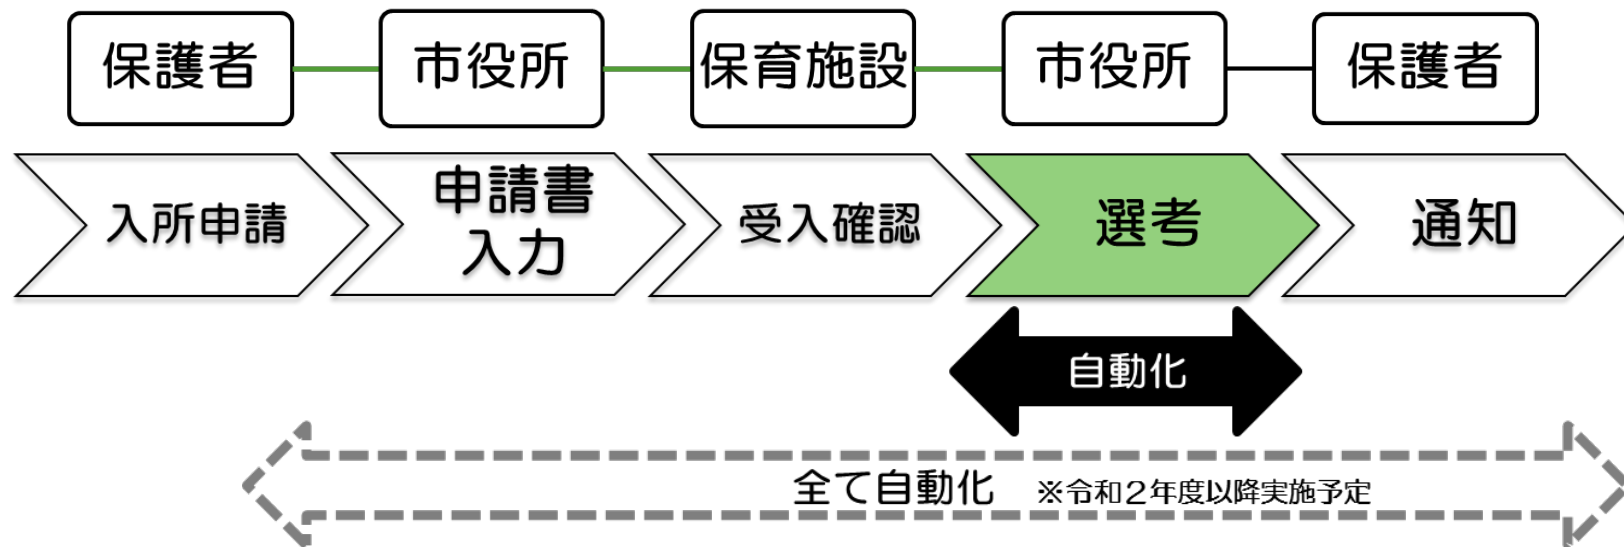 保護者
市役所
保育施設
市役所
保護者
入所申請
申請書
入力
受入確認
選考
通知
自動化
全て自動化 ※令和２年度以降実施予定